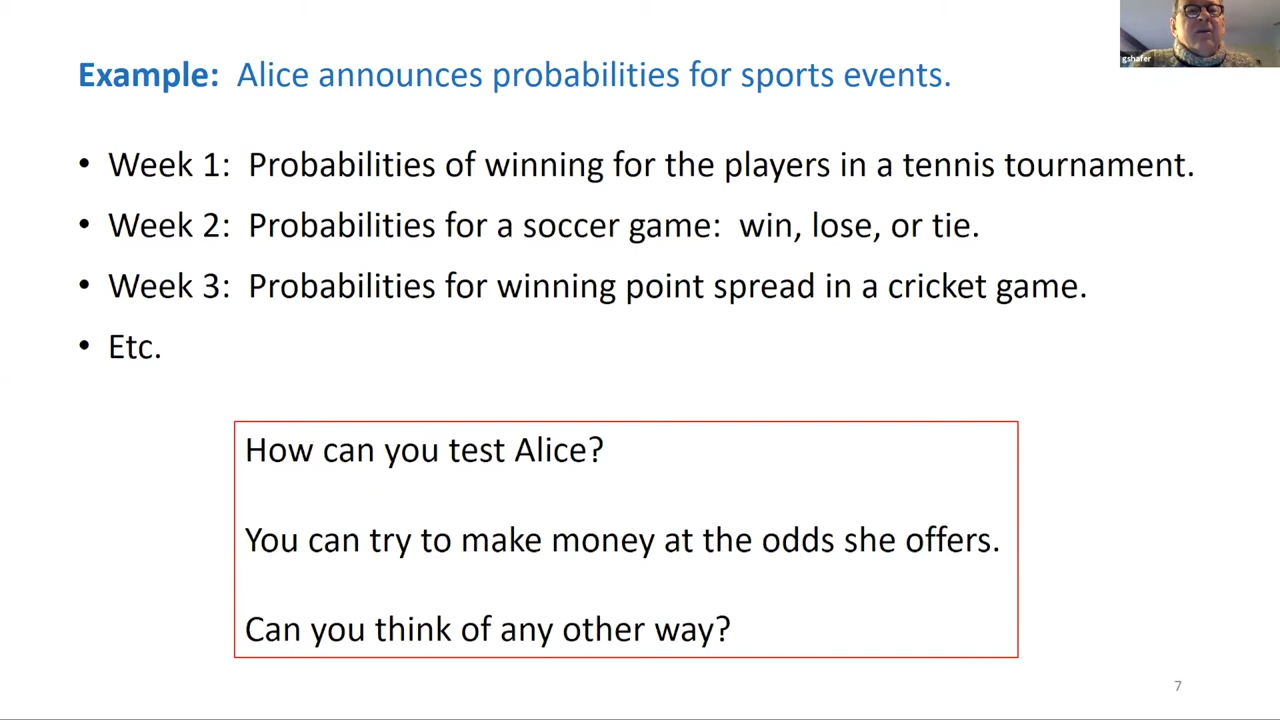 gshafer
Example: Alice announces probabilities for sports events.
• Week 1: Probabilities of winning for the players in a tennis tournament.
• Week 2: Probabilities for a soccer game: win, lose, or tie.
• Week 3: Probabilities for winning point spread in a cricket game.
• Etc.
How can you test Alice?
You can try to make money at the odds she offers.
Can you think of any other way?
7